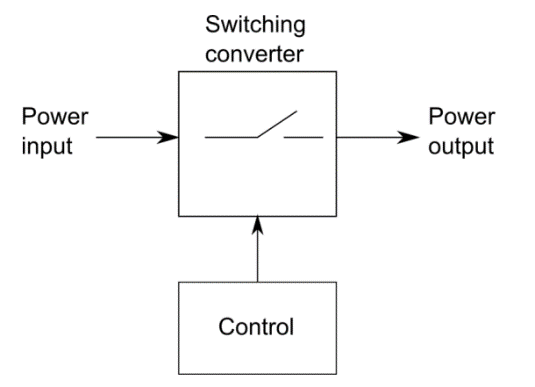 Switching
converter
Power
input
Power
output
Control